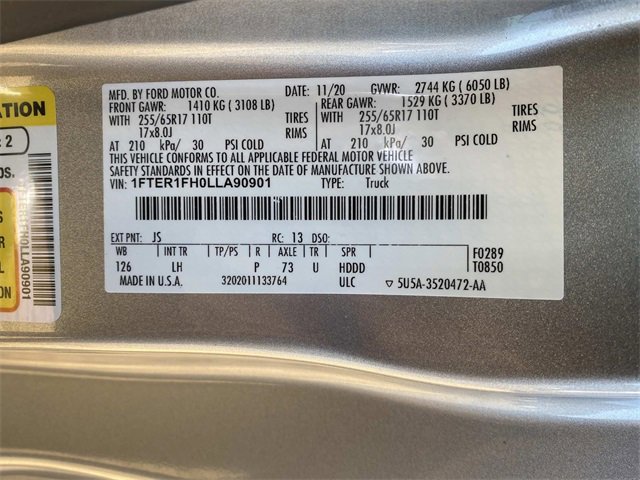 MFD. BY FORD MOTOR CO. 11/20 GVWR: 2744 KG ( 6050 LB)
FRONT GAWR: 1410 KG ( 3108 LB) REAR GAWR: 1529 KG ( 3370 LB)
WITH 255/65R17 110T TIRES WITH 255/65R17 110T TIRES
17x8.0J RIMS 17x8.0J RIMS
AT 210 kPa/ 30 PSI COLD AT 210 kPa/ 30 PSI COLD
THIS VEHICLE CONFORMS TO ALL APPLICABLE FEDERAL MOTOR VEHICLE
SAFETY STANDARDS IN EFFECT ON THE DATE OF MANUFACTURE SHOWN ABOVE.
VIN: 1FTER1FH0LLA90901 TYPE: Truck
EXT PNT: JS RC: 13 DSO:
WB INT TR TP/PS R AXLE TR SPR F0289
126 LH P 73 U HDDD T0850
MADE IN U.S.A. 3202011133764 ULC 5U5A-3520472-AA
ATION
: 2
OS.
S
R
L
ION
1FTER1FH0LLA90901